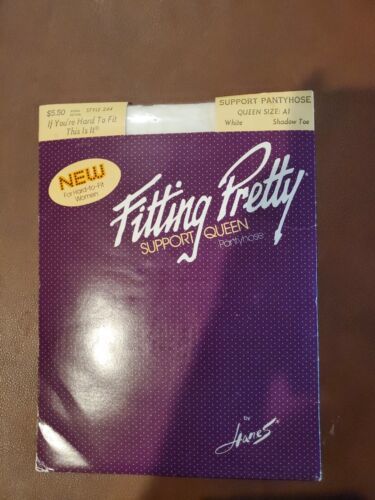 $5.50
STYLE 244
If You're Hard To Fit
This Is It®
SUPPORT PANTYHOSE
QUEEN SIZE: A1
White Shadow Toe
NEW
For Hard-to-Fit
Women
Fitting Pretty
SUPPORT QUEEN
Pantyhose
by
Hanes